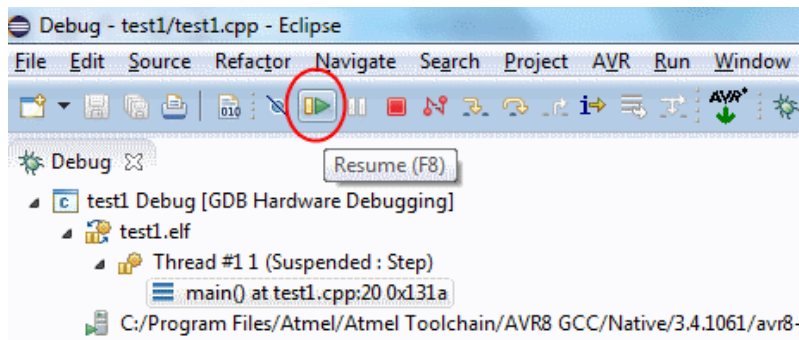 Debug - test1/test1.cpp - Eclipse
File Edit Source Refactor Navigate Search Project AVR Run Window
010 i AVR*
Debug
Resume (F8)
c test1 Debug [GDB Hardware Debugging]
test1.elf
Thread #1 1 (Suspended : Step)
main() at test1.cpp:20 0x131a
C:/Program Files/Atmel/Atmel Toolchain/AVR8 GCC/Native/3.4.1061/avr8-